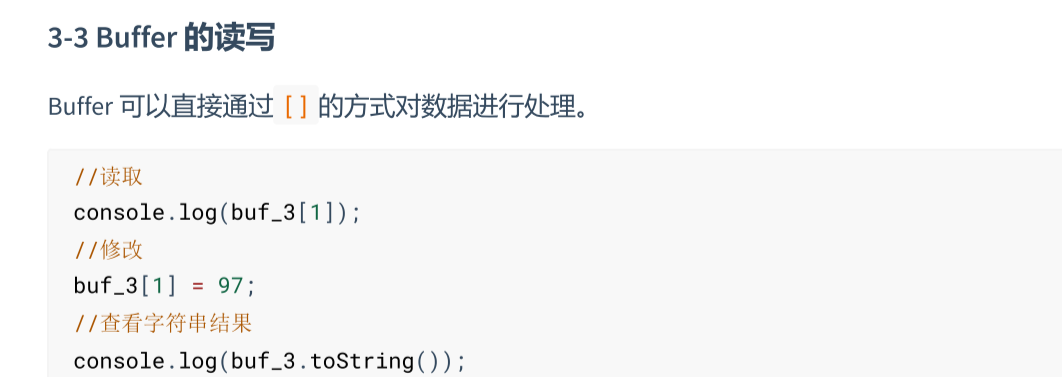 3-3 Buffer 的读写
Buffer 可以直接通过 [] 的方式对数据进行处理。
//读取
console.log(buf_3[1]);
//修改
buf_3[1] = 97;
//查看字符串结果
console.log(buf_3.toString());